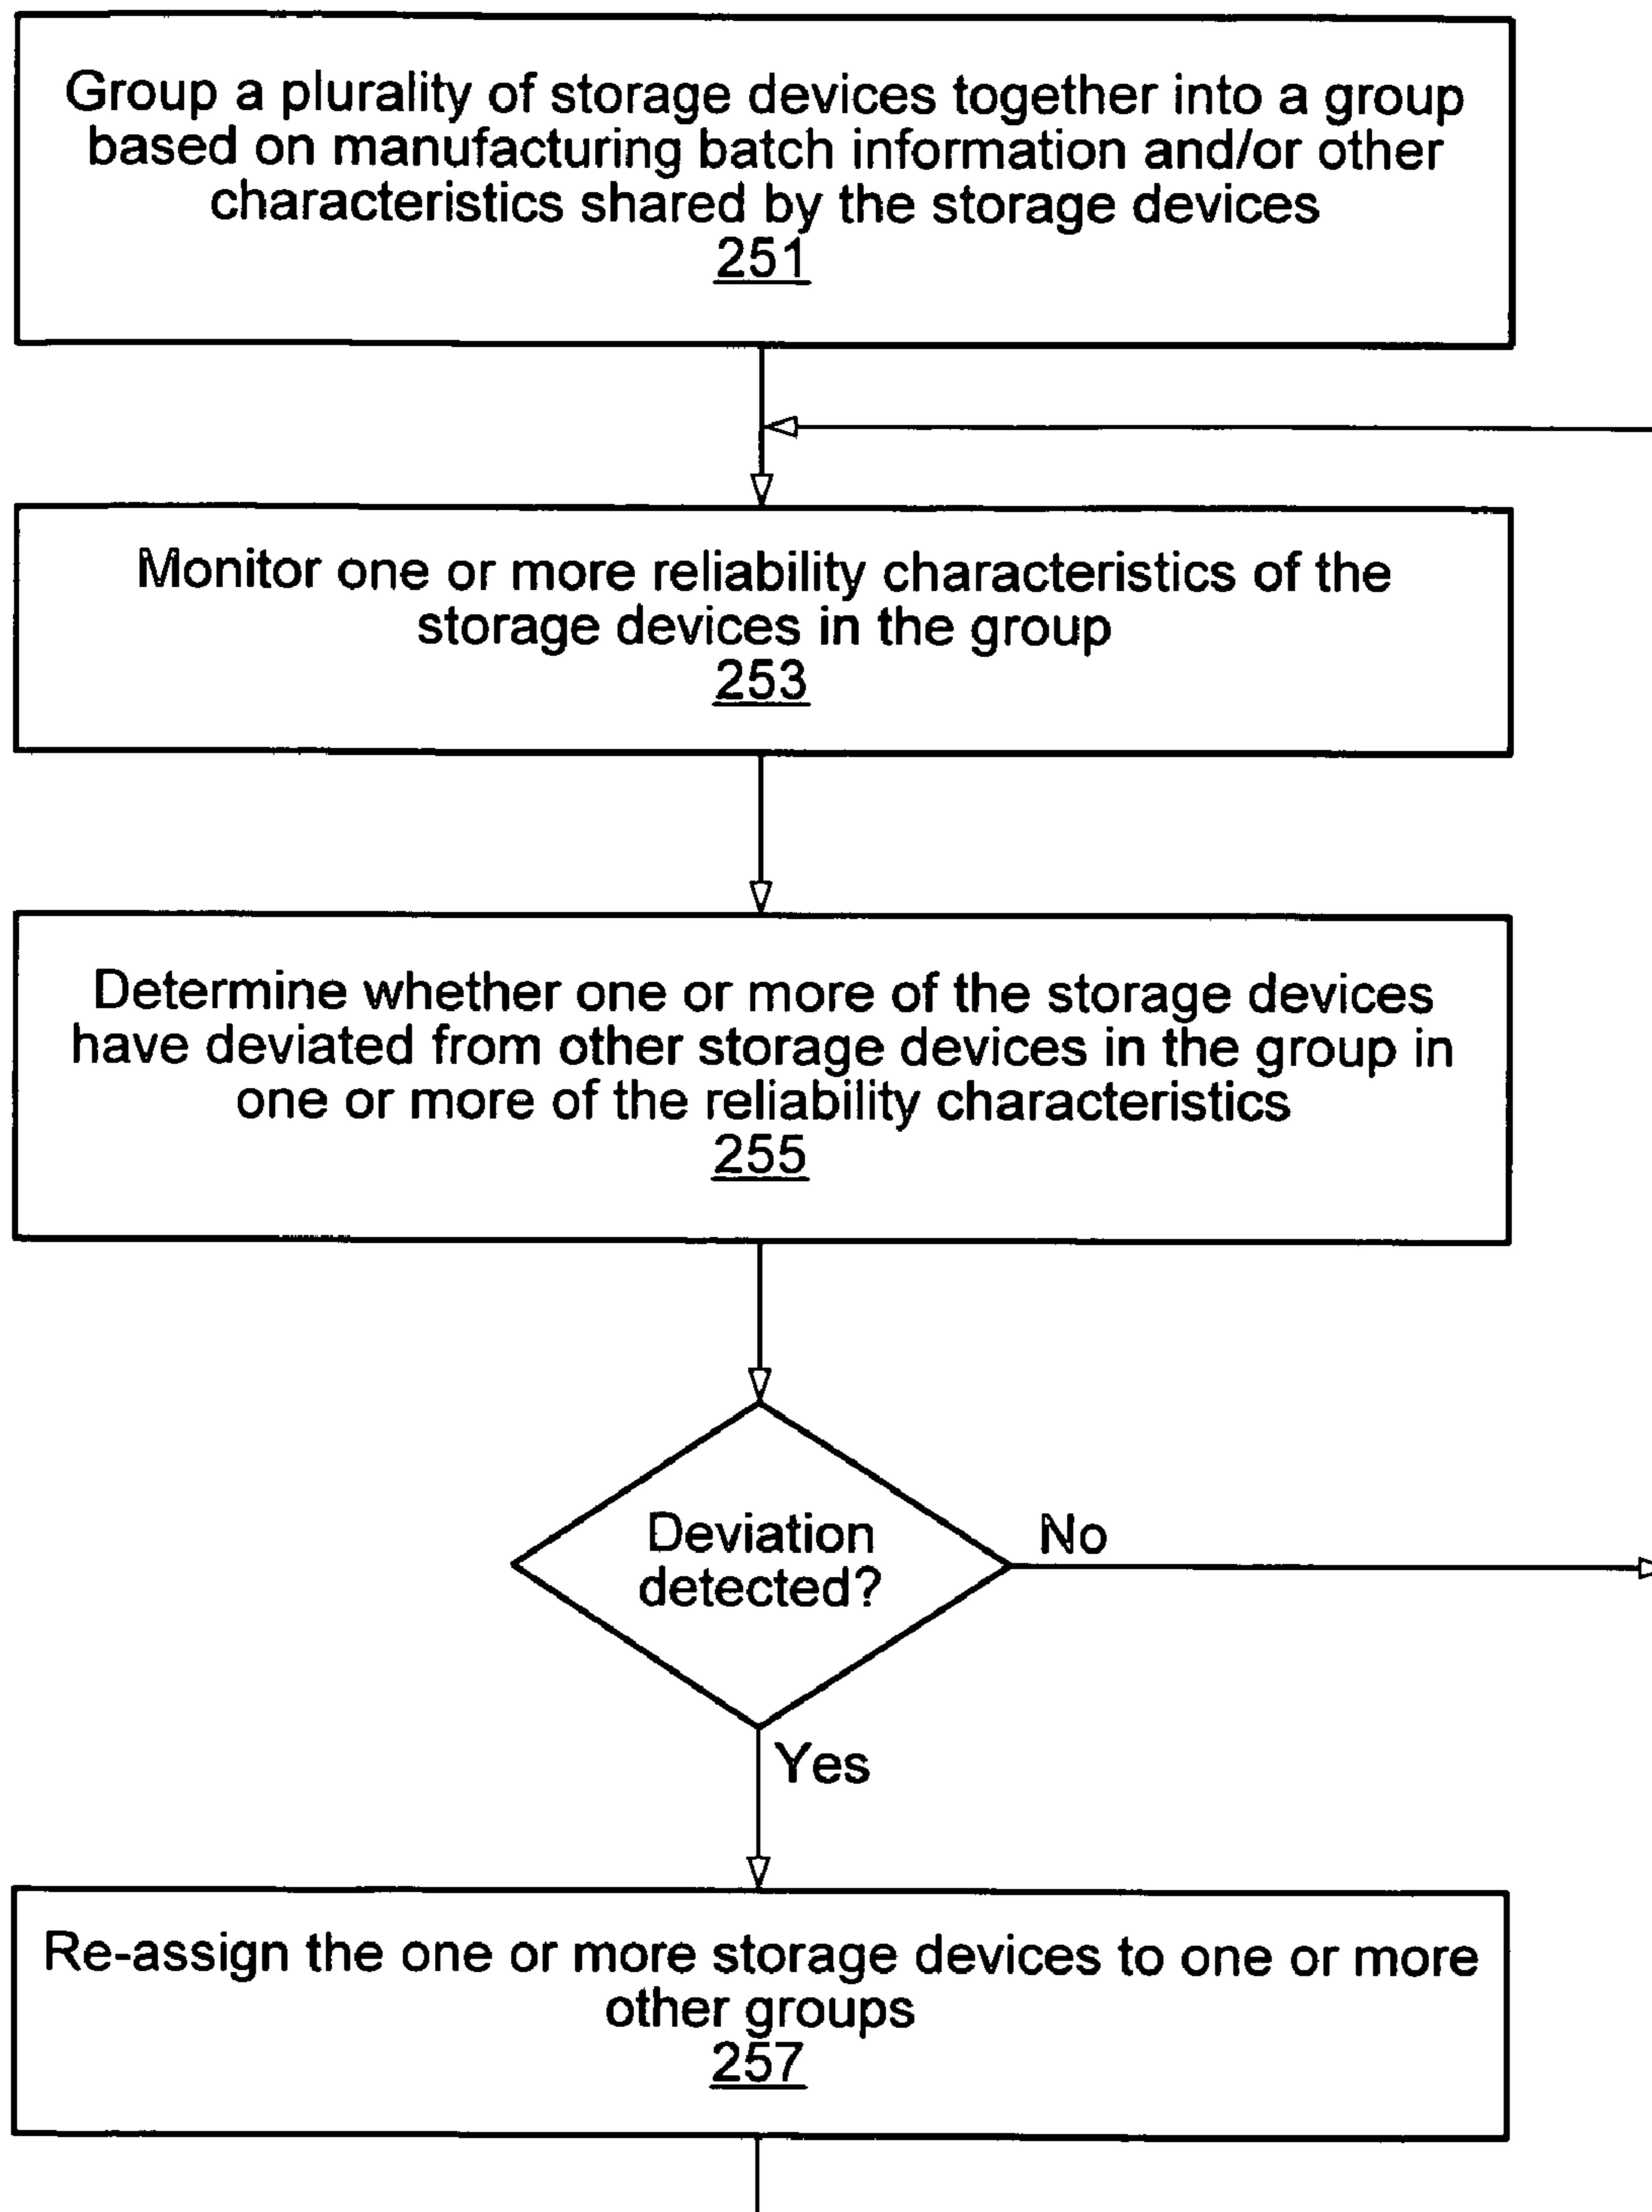 Group a plurality of storage devices together into a group
based on manufacturing batch information and/or other
characteristics shared by the storage devices
251
Monitor one or more reliability characteristics of the
storage devices in the group
253
Determine whether one or more of the storage devices
have deviated from other storage devices in the group in
one or more of the reliability characteristics
255
Deviation
detected?
No
Yes
Re-assign the one or more storage devices to one or more
other groups
257